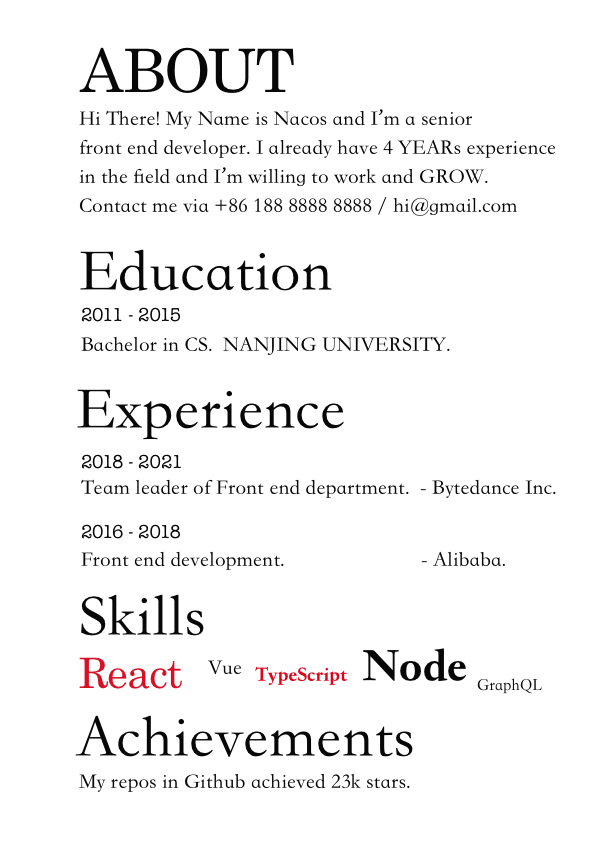 ABOUT
Hi There! My Name is Nacos and I’m a senior
front end developer. I already have 4 YEARs experience
in the field and I’m willing to work and GROW.
Contact me via +86 188 8888 8888 / hi@gmail.com
Education
2011 - 2015
Bachelor in CS. NANJING UNIVERSITY.
Experience
2018 - 2021
Team leader of Front end department. - Bytedance Inc.
2016 - 2018
Front end development. - Alibaba.
Skills
React Vue TypeScript Node GraphQL
Achievements
My repos in Github achieved 23k stars.